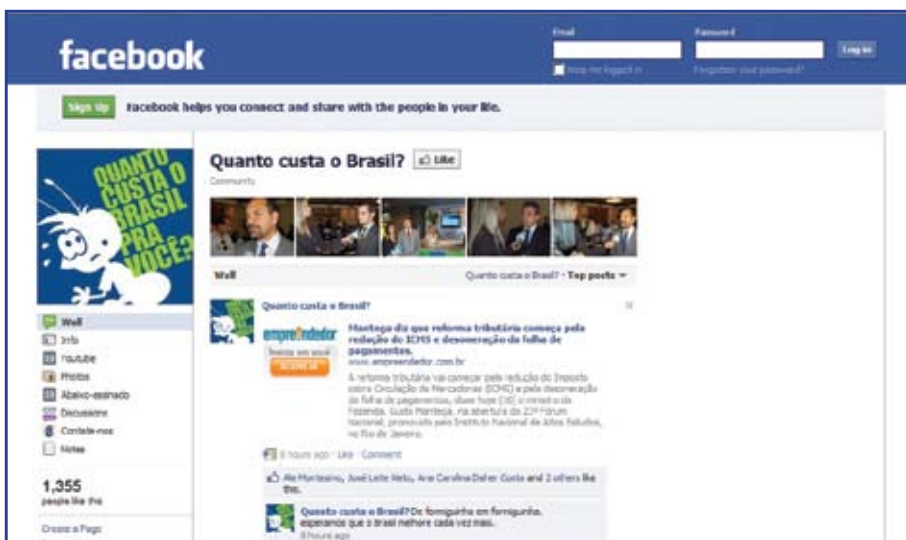 facebook
Email
Password
Keep me logged in
Forgotten your password?
Log in
Sign Up
Facebook helps you connect and share with the people in your life.
QUANTO
CUSTA O
BRASIL
PRA
VOCÊ?
Quanto custa o Brasil?
Like
Community
Wall
Quanto custa o Brasil? · Top posts
Wall
Info
Youtube
Photos
Abaixo-assinado
Discussions
Contate-nos
Notes
1,355
people like this
Create a Page
Quanto custa o Brasil?
empreendedor
Mantega diz que reforma tributária começa pela
redução do ICMS e desoneração da folha de
pagamentos.
www.empreendedor.com.br
A reforma tributária vai começar pela redução do Imposto
sobre Circulação de Mercadorias (ICMS) e pela desoneração
da folha de pagamentos, disse hoje (16) o ministro da
Fazenda, Guido Mantega, na abertura do 23º Fórum
Nacional, promovido pelo Instituto Nacional de Altos Estudos,
no Rio de Janeiro.
8 hours ago · Like · Comment
Ale Montesino, José Leite Neto, Ana Carolina Daher Costa and 2 others like
this.
Quanto custa o Brasil? De formiguinha em formiguinha,
esperamos que o Brasil melhore cada vez mais.
8 hours ago